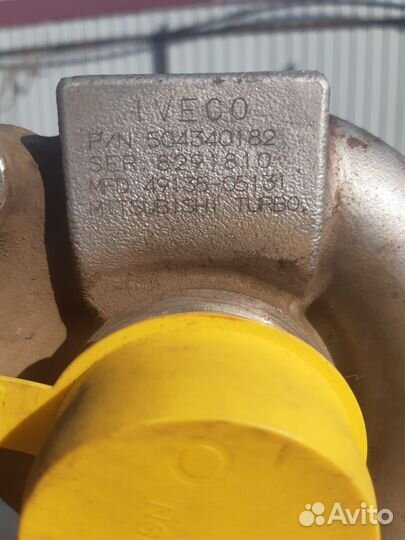 IVECO
P/N 504340182
SER 8291810
MFD 49135-05131
MITSUBISHI TURBO.
Avito